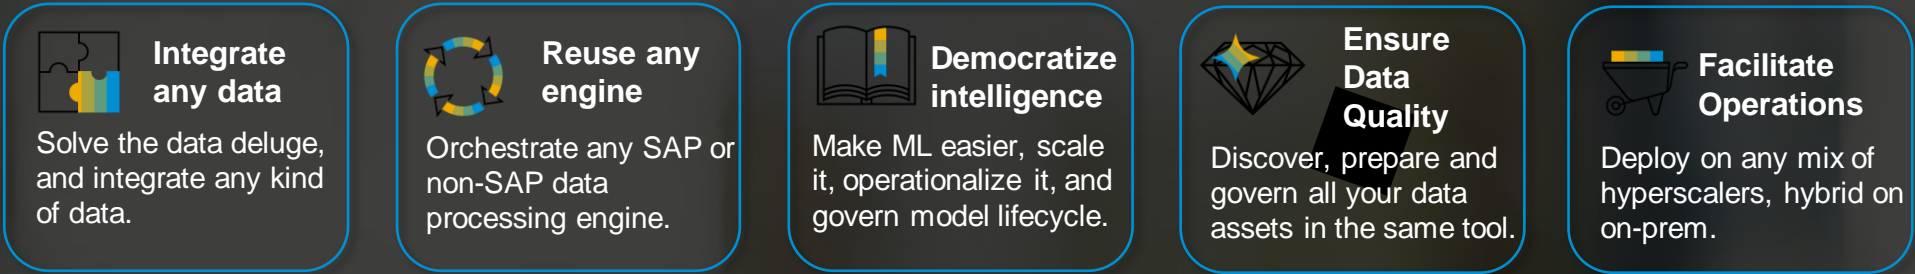 Integrate
any data
Solve the data deluge,
and integrate any kind
of data.
Reuse any
engine
Orchestrate any SAP or
non-SAP data
processing engine.
Democratize
intelligence
Make ML easier, scale
it, operationalize it, and
govern model lifecycle.
Ensure
Data
Quality
Discover, prepare and
govern all your data
assets in the same tool.
Facilitate
Operations
Deploy on any mix of
hyperscalers, hybrid on
on-prem.